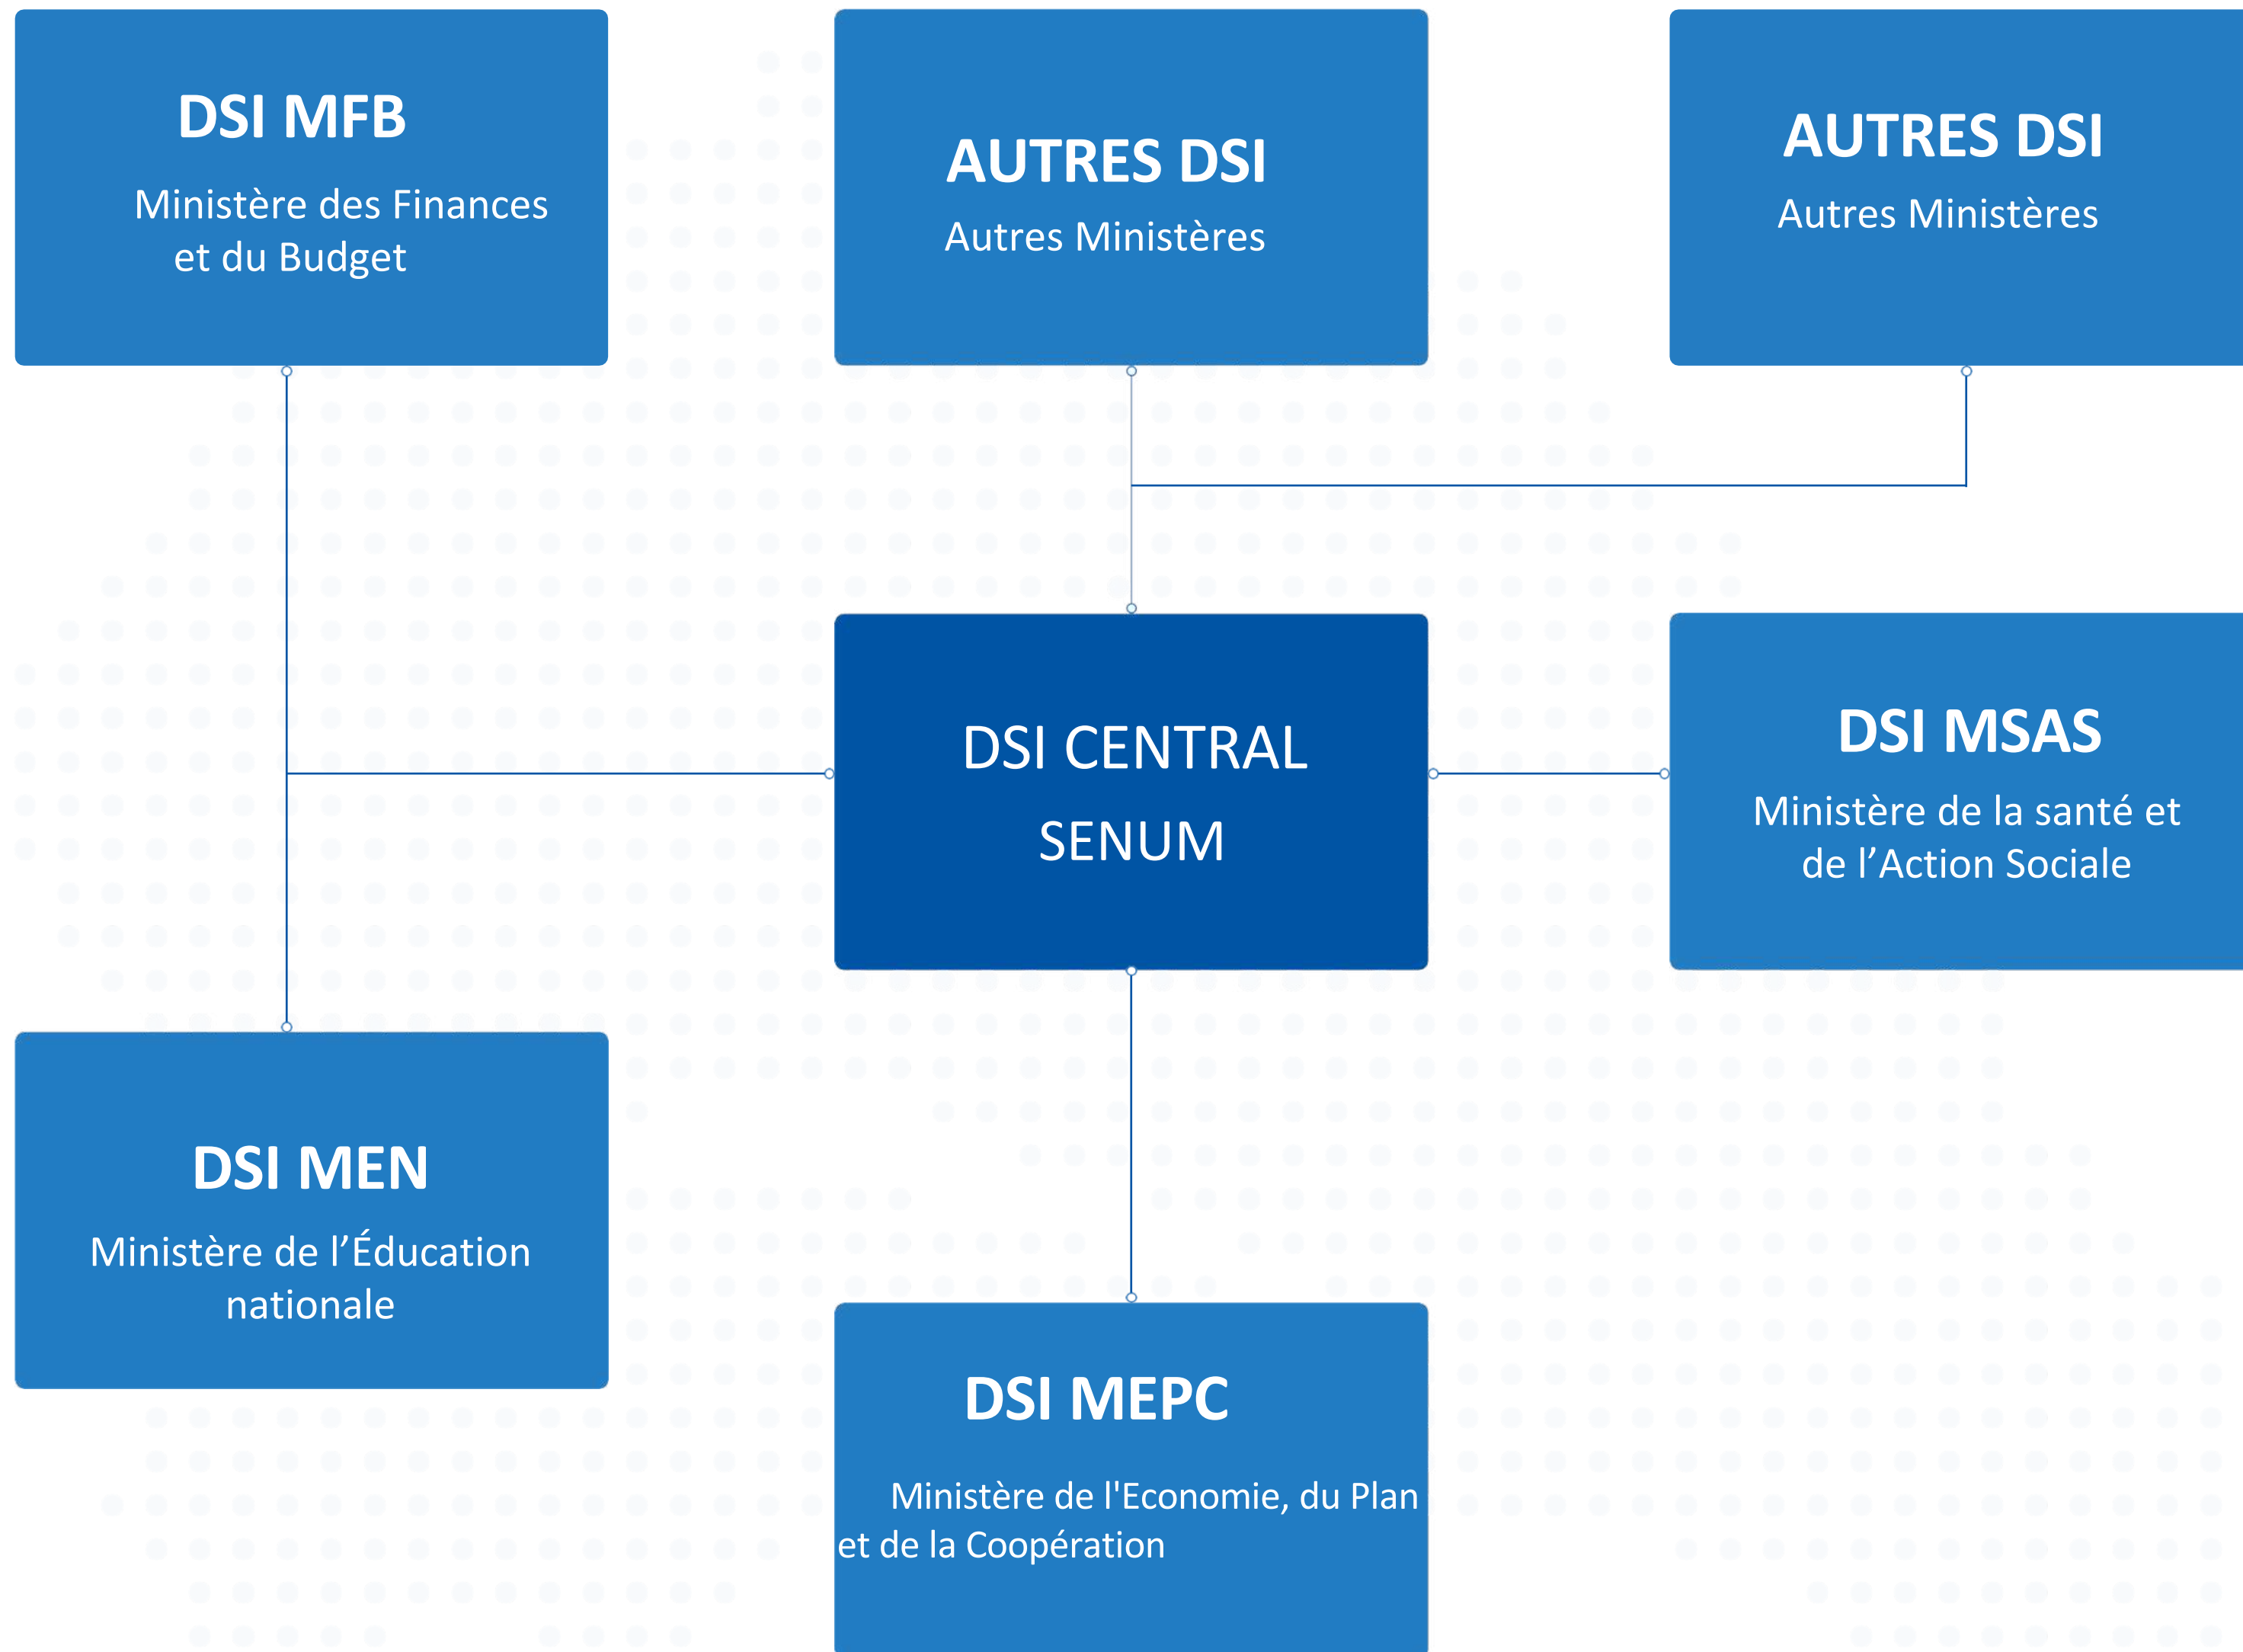 DSI MFB
Ministère des Finances
et du Budget
AUTRES DSI
Autres Ministères
AUTRES DSI
Autres Ministères
DSI CENTRAL
SENUM
DSI MSAS
Ministère de la santé et
de l’Action Sociale
DSI MEN
Ministère de l’Éducation
nationale
DSI MEPC
Ministère de l'Economie, du Plan
et de la Coopération